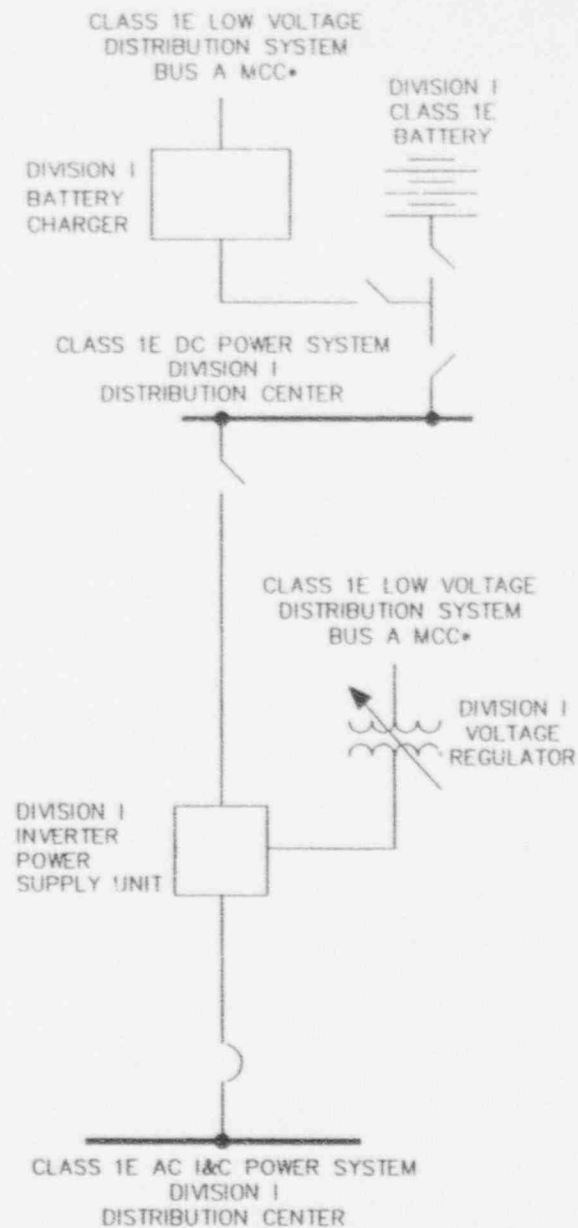 CLASS 1E LOW VOLTAGE
DISTRIBUTION SYSTEM
BUS A MCC*
DIVISION I
CLASS 1E
BATTERY
DIVISION I
BATTERY
CHARGER
CLASS 1E DC POWER SYSTEM
DIVISION I
DISTRIBUTION CENTER
CLASS 1E LOW VOLTAGE
DISTRIBUTION SYSTEM
BUS A MCC*
DIVISION I
VOLTAGE
REGULATOR
DIVISION I
INVERTER
POWER
SUPPLY UNIT
CLASS 1E AC I&C POWER SYSTEM
DIVISION I
DISTRIBUTION CENTER